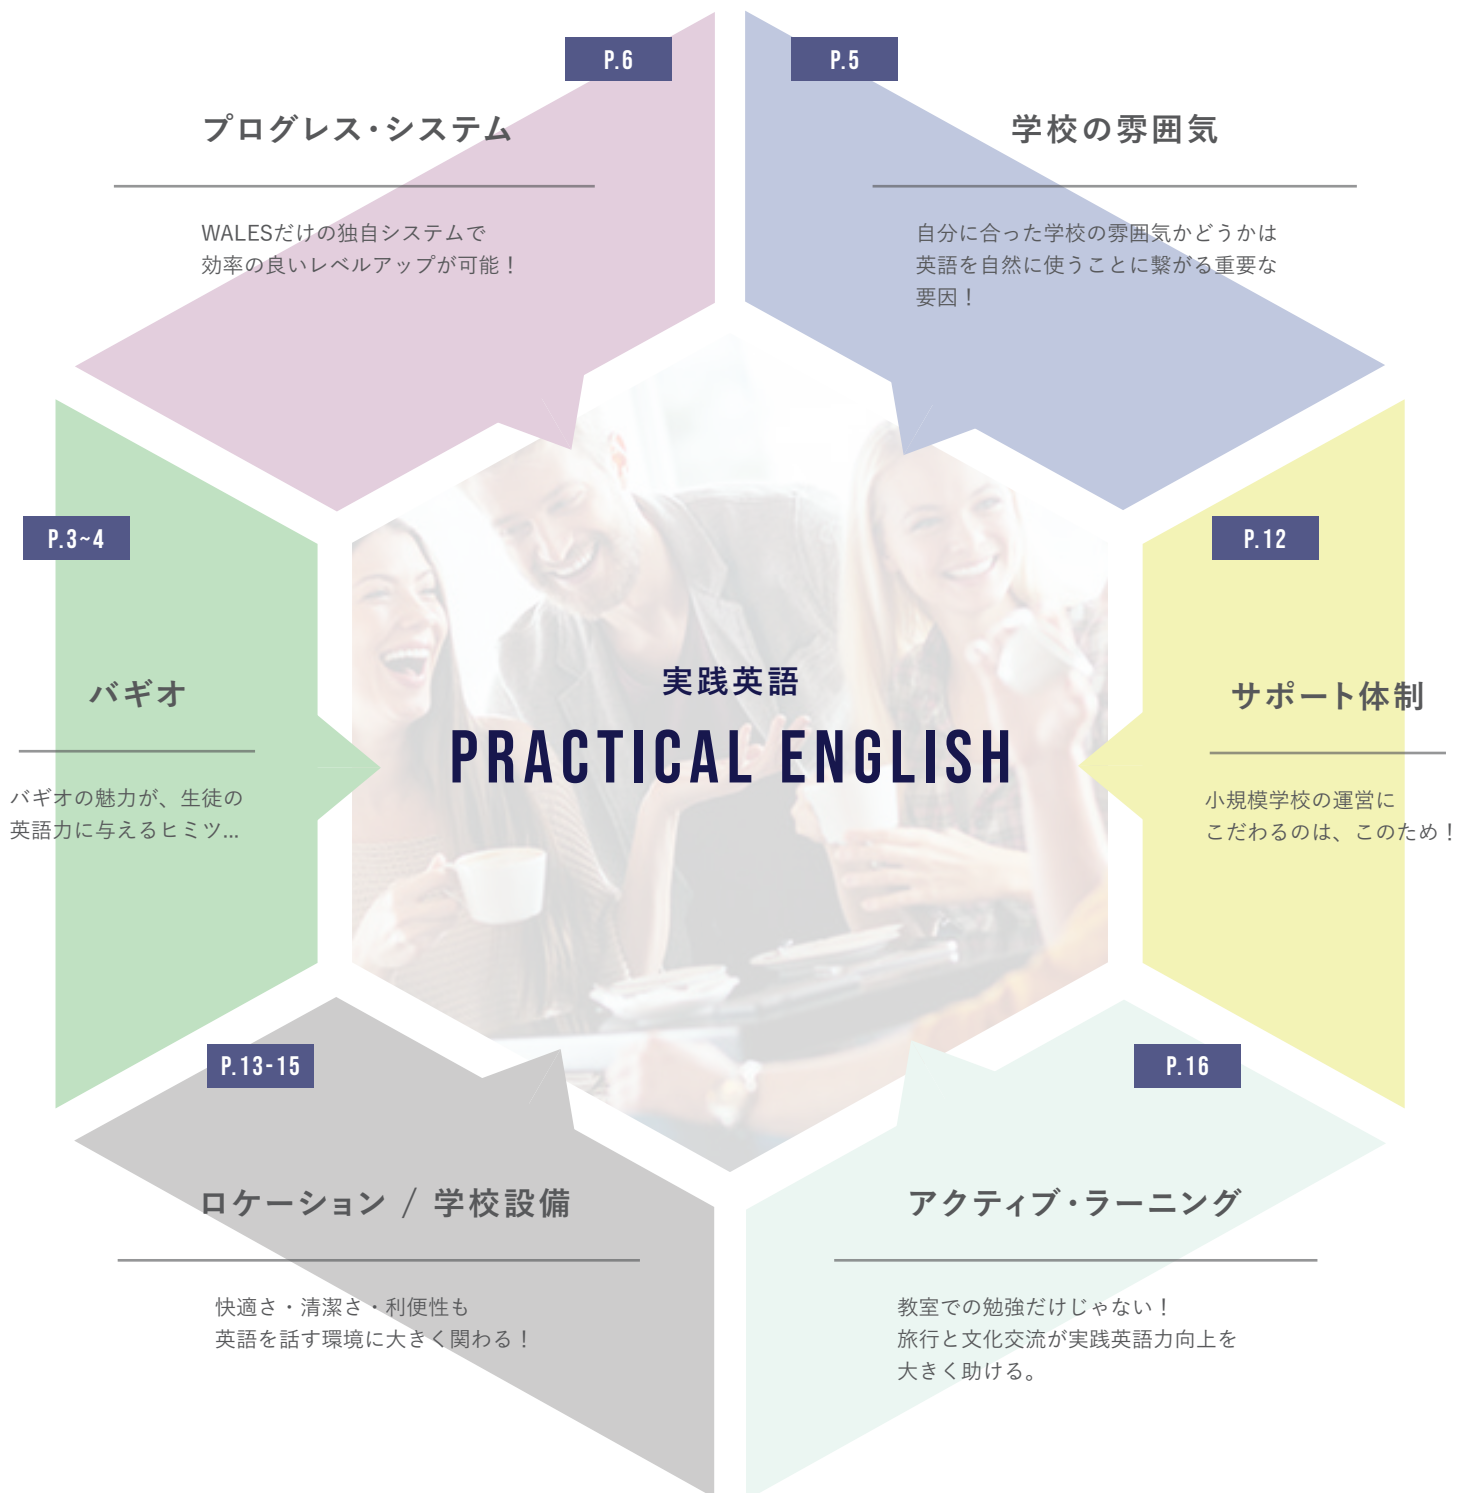 P.6
プログレス・システム
WALESだけの独自システムで
効率の良いレベルアップが可能！
P.5
学校の雰囲気
自分に合った学校の雰囲気かどうかは
英語を自然に使うことに繋がる重要な
要因！
P.3~4
バギオ
バギオの魅力が、生徒の
英語力に与えるヒミツ...
実践英語
PRACTICAL ENGLISH
P.12
サポート体制
小規模学校の運営に
こだわるのは、このため！
P.13-15
ロケーション / 学校設備
快適さ・清潔さ・利便性も
英語を話す環境に大きく関わる！
P.16
アクティブ・ラーニング
教室での勉強だけじゃない！
旅行と文化交流が実践英語力向上を
大きく助ける。